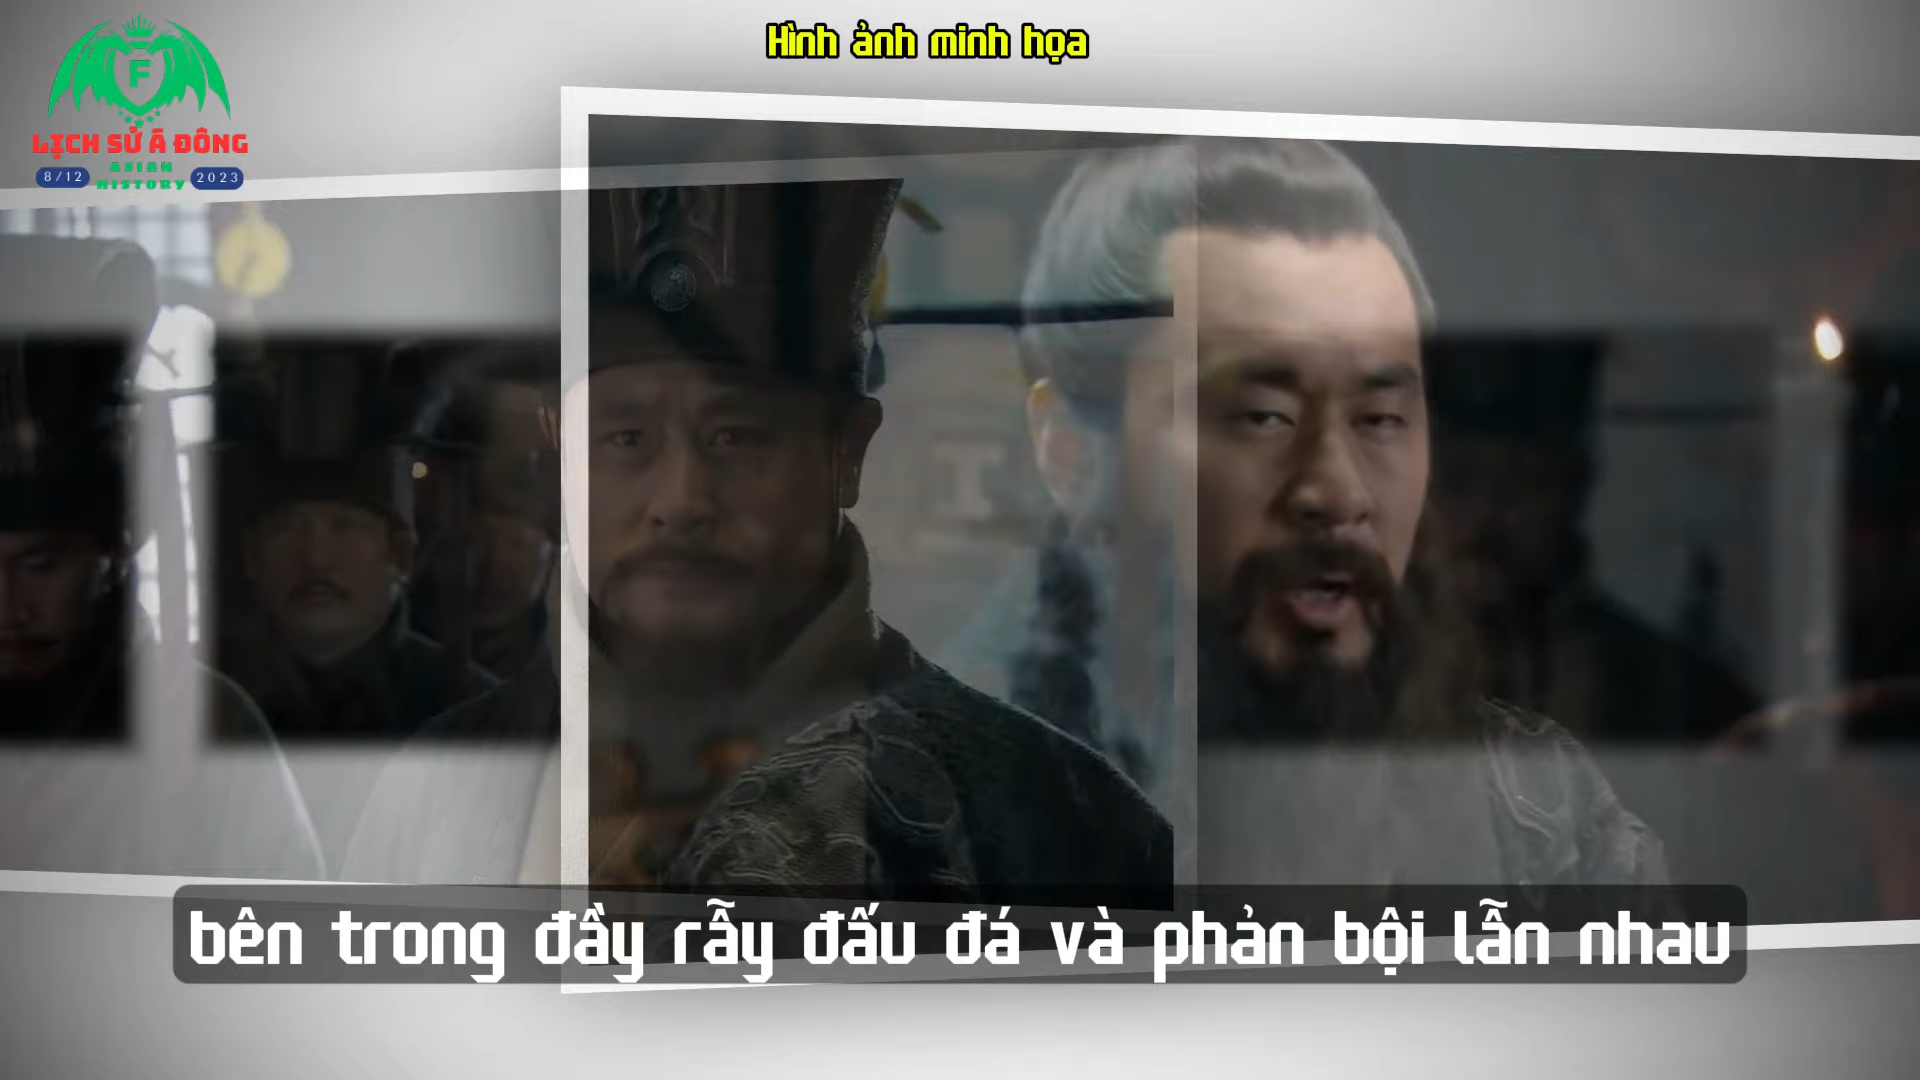 Hình ảnh minh họa
F
LỊCH SỬ Á ĐÔNG
8/12 ASIAN HISTORY 2023
bên trong đầy rẫy đấu đá và phản bội lẫn nhau